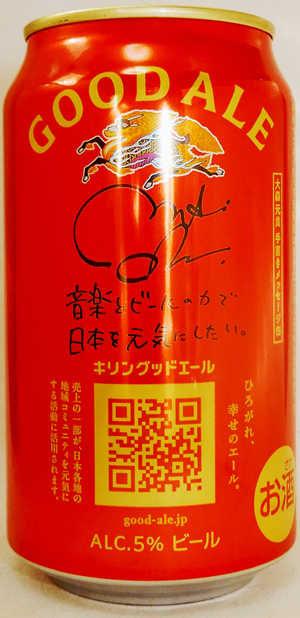 GOOD ALE
大森元貴 手書きメッセージ缶
音楽とビールの力で
日本を元気にしたい。
キリングッドエール
ひろがれ、
幸せのエール。
売上の一部が、日本各地の
地域コミュニティを元気に
する活動に活用されます。
お酒
good-ale.jp
ALC.5% ビール